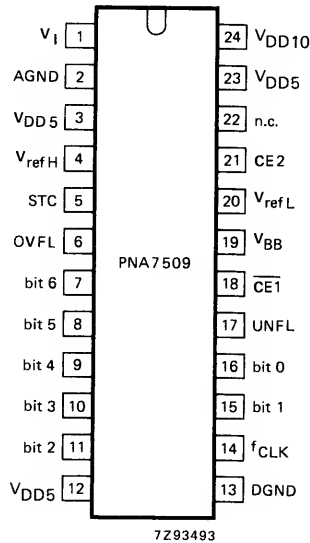 V_I 1 24 V_DD10
AGND 2 23 V_DD5
V_DD5 3 22 n.c.
V_refH 4 21 CE2
STC 5 20 V_refL
OVFL 6 19 V_BB
PNA7509
bit 6 7 18 C̅E̅1̅
bit 5 8 17 UNFL
bit 4 9 16 bit 0
bit 3 10 15 bit 1
bit 2 11 14 f_CLK
V_DD5 12 13 DGND
7Z93493